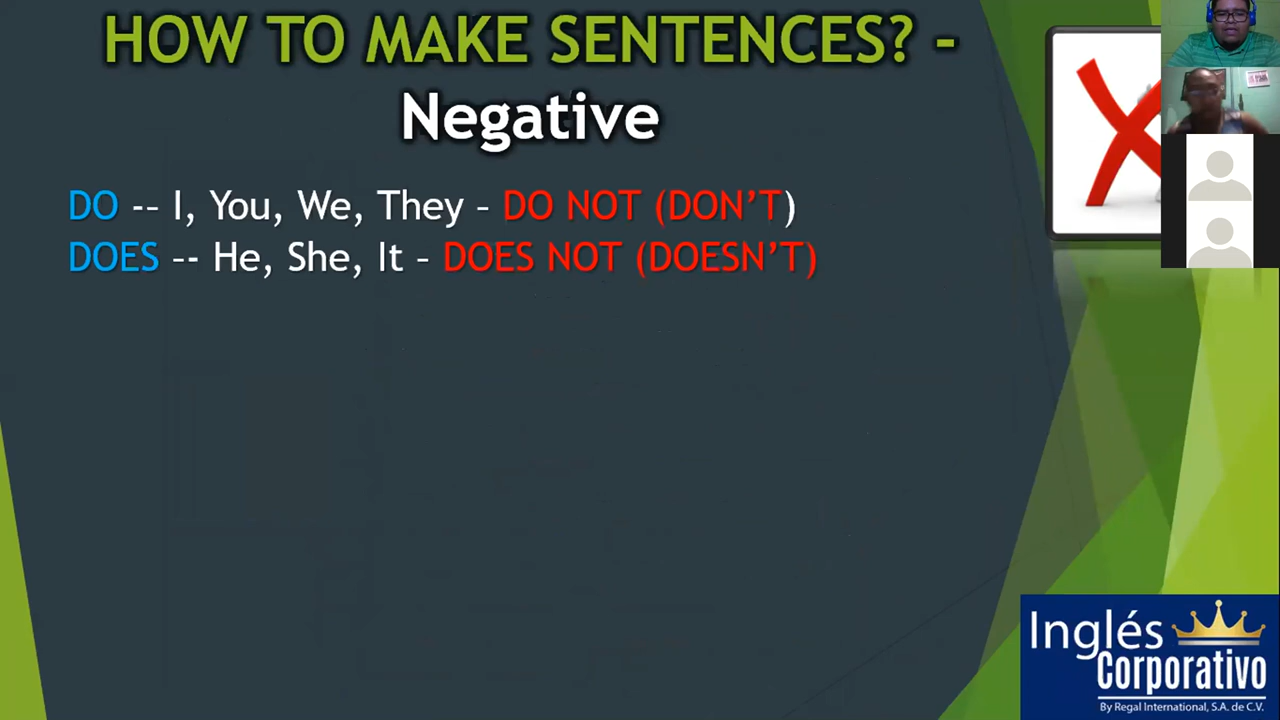 HOW TO MAKE SENTENCES? -
Negative
DO -- I, You, We, They – DO NOT (DON'T)
DOES -- He, She, It – DOES NOT (DOESN'T)
Inglés
Corporativo
By Regal International, S.A. de C.V.